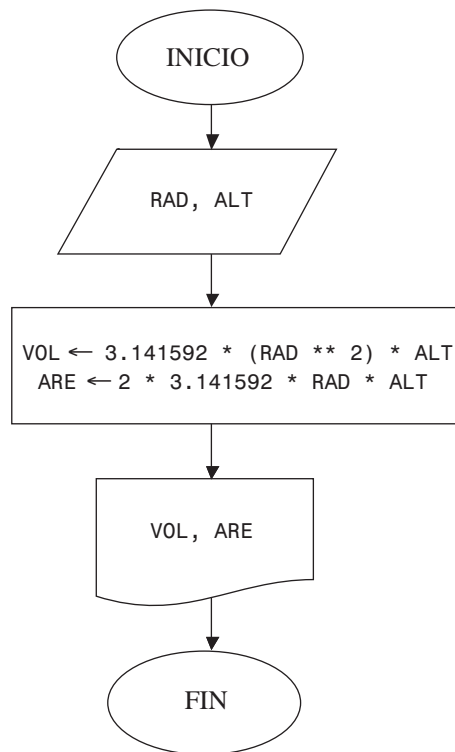 INICIO
RAD, ALT
VOL ← 3.141592 * (RAD ** 2) * ALT
ARE ← 2 * 3.141592 * RAD * ALT
VOL, ARE
FIN